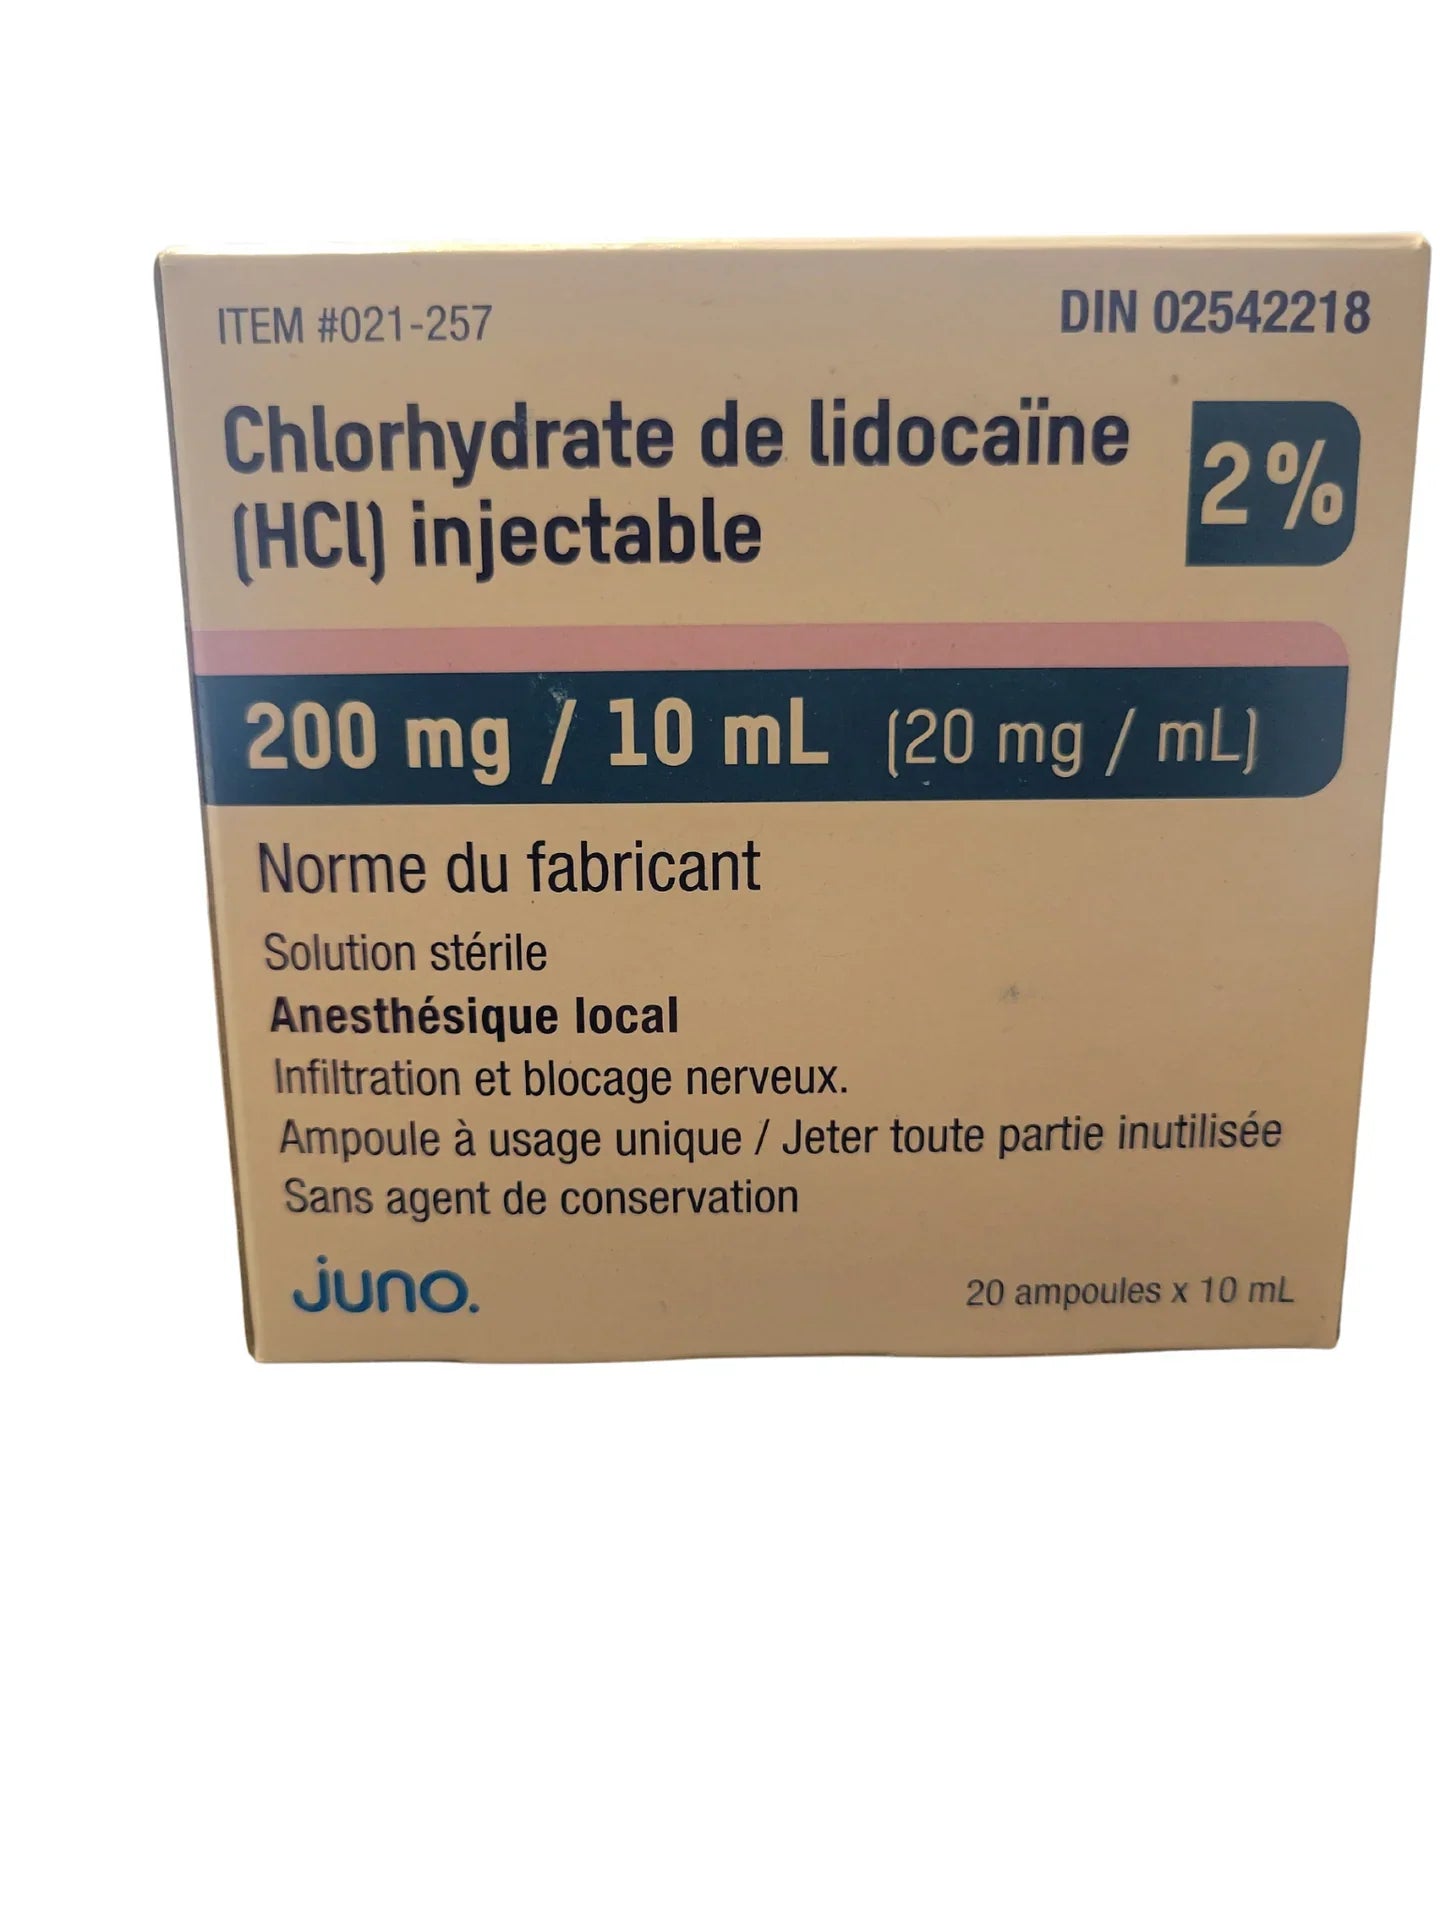 ITEM #021-257
DIN 02542218
Chlorhydrate de lidocaïne
(HCl) injectable
2%
200 mg / 10 mL (20 mg / mL)
Norme du fabricant
Solution stérile
Anesthésique local
Infiltration et blocage nerveux.
Ampoule à usage unique / Jeter toute partie inutilisée
Sans agent de conservation
juno.
20 ampoules x 10 mL